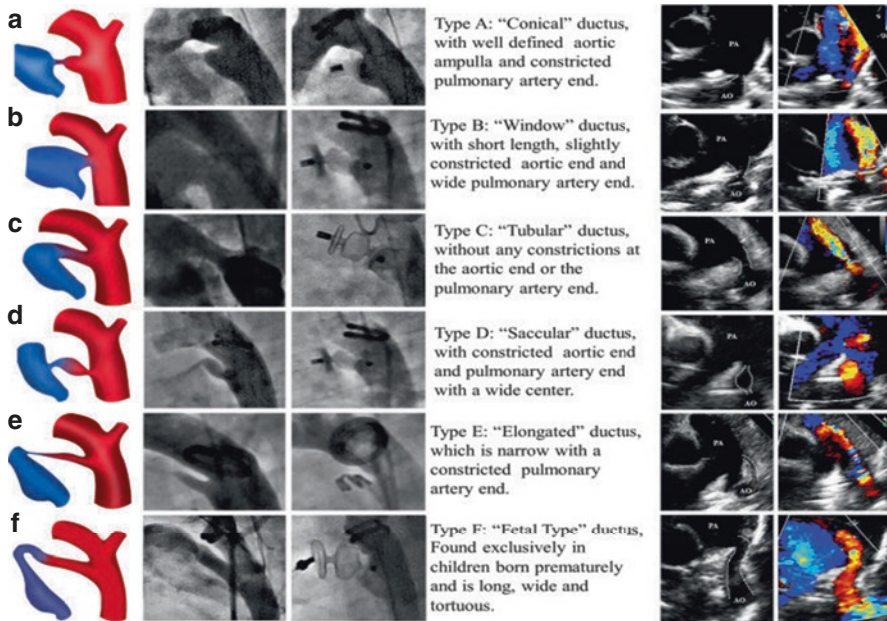 a
Type A: “Conical” ductus,
with well defined aortic
ampulla and constricted
pulmonary artery end.
PA
AO
b
Type B: “Window” ductus,
with short length, slightly
constricted aortic end and
wide pulmonary artery end.
PA
AO
c
Type C: “Tubular” ductus,
without any constrictions at
the aortic end or the
pulmonary artery end.
PA
AO
d
Type D: “Saccular” ductus,
with constricted aortic end
and pulmonary artery end
with a wide center.
PA
AO
e
Type E: “Elongated” ductus,
which is narrow with a
constricted pulmonary
artery end.
PA
AO
f
Type F: “Fetal Type” ductus,
Found exclusively in
children born prematurely
and is long, wide and
tortuous.
PA
AO